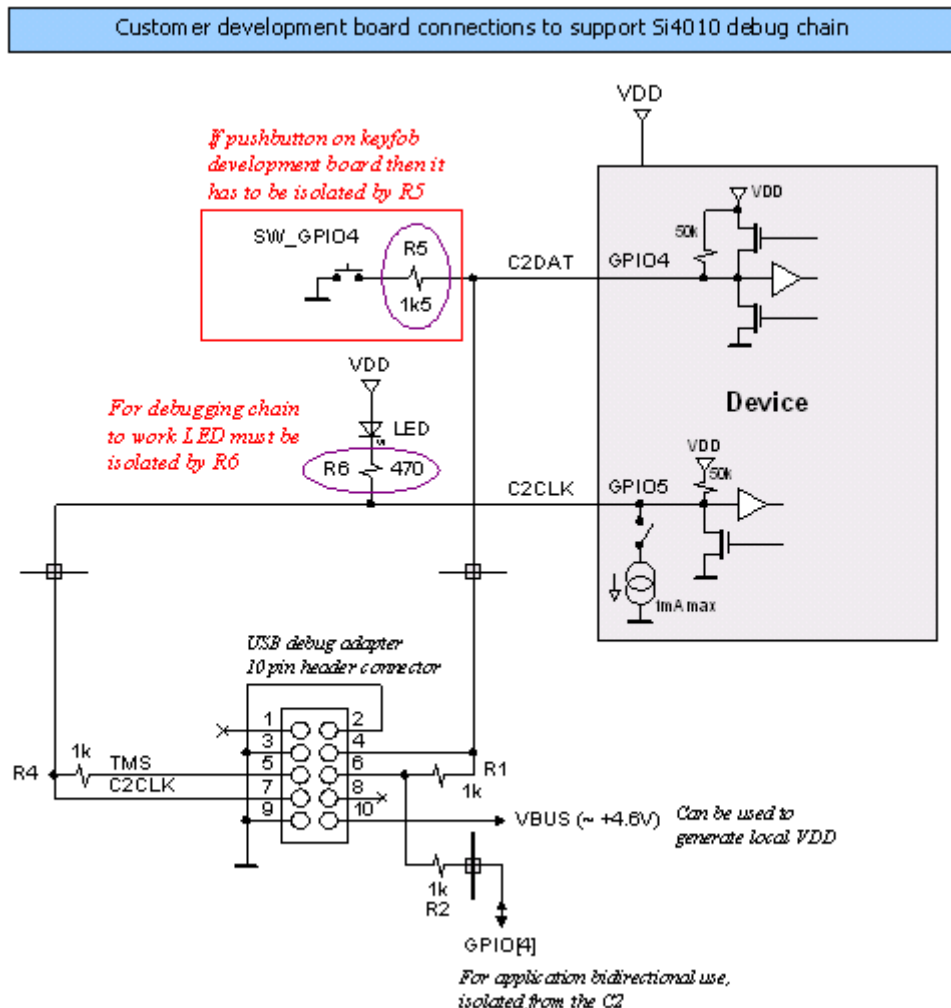 Customer development board connections to support Si4010 debug chain
VDD
If pushbutton on keyfob
development board then it
has to be isolated by R5
SW_GPIO4
R5
1k5
C2DAT
GPIO4
50k
VDD
VDD
For debugging chain
to work LED must be
isolated by R6
LED
R6
470
Device
C2CLK
GPIO5
VDD
50k
1mA max
USB debug adapter
10 pin header connector
1
2
3
4
5
6
7
8
9
10
R4
1k
TMS
C2CLK
R1
1k
VBUS (~ +4.6V)
Can be used to
generate local VDD
1k
R2
GPIO[4]
For application bidirectional use,
isolated from the C2